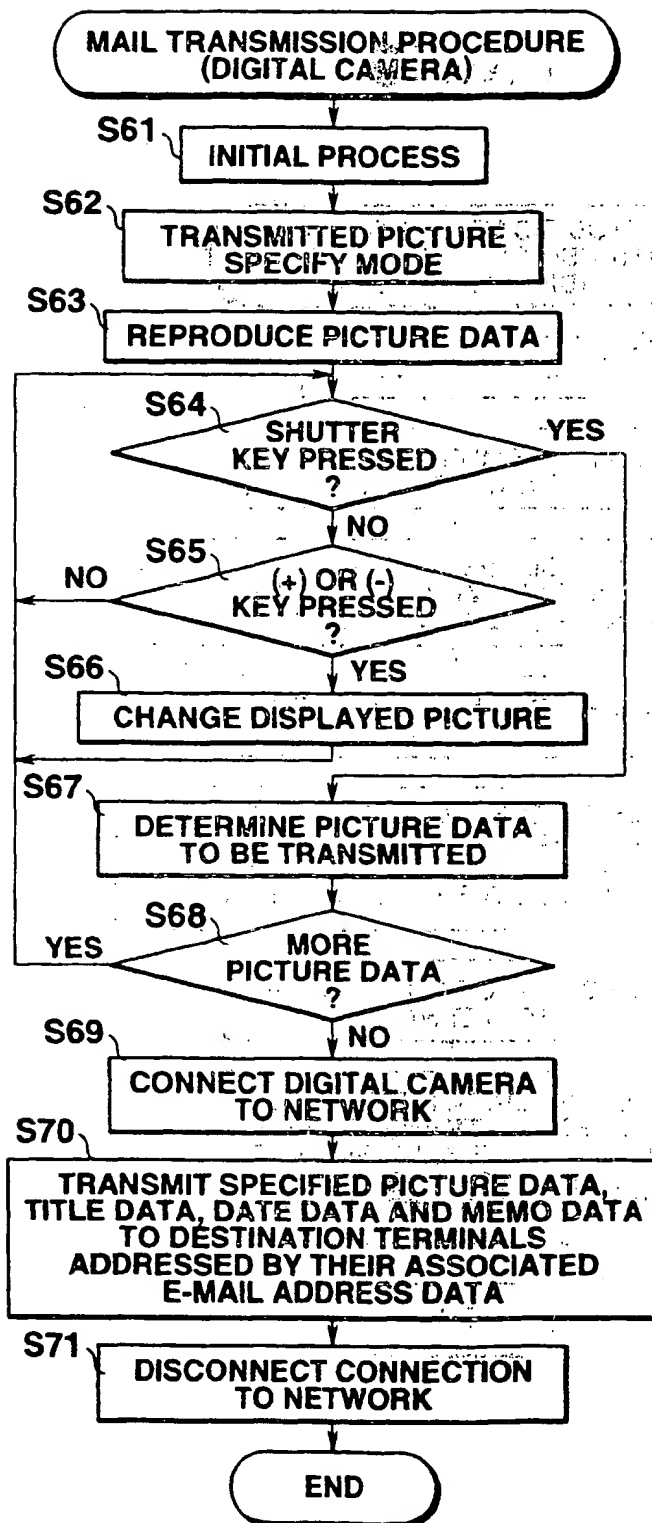 MAIL TRANSMISSION PROCEDURE
(DIGITAL CAMERA)
S61
INITIAL PROCESS
S62
TRANSMITTED PICTURE
SPECIFY MODE
S63
REPRODUCE PICTURE DATA
S64
SHUTTER
KEY PRESSED
?
YES
NO
S65
(+) OR (-)
KEY PRESSED
?
NO
YES
S66
CHANGE DISPLAYED PICTURE
S67
DETERMINE PICTURE DATA
TO BE TRANSMITTED
S68
MORE
PICTURE DATA
?
YES
NO
S69
CONNECT DIGITAL CAMERA
TO NETWORK
S70
TRANSMIT SPECIFIED PICTURE DATA,
TITLE DATA, DATE DATA AND MEMO DATA
TO DESTINATION TERMINALS
ADDRESSED BY THEIR ASSOCIATED
E-MAIL ADDRESS DATA
S71
DISCONNECT CONNECTION
TO NETWORK
END